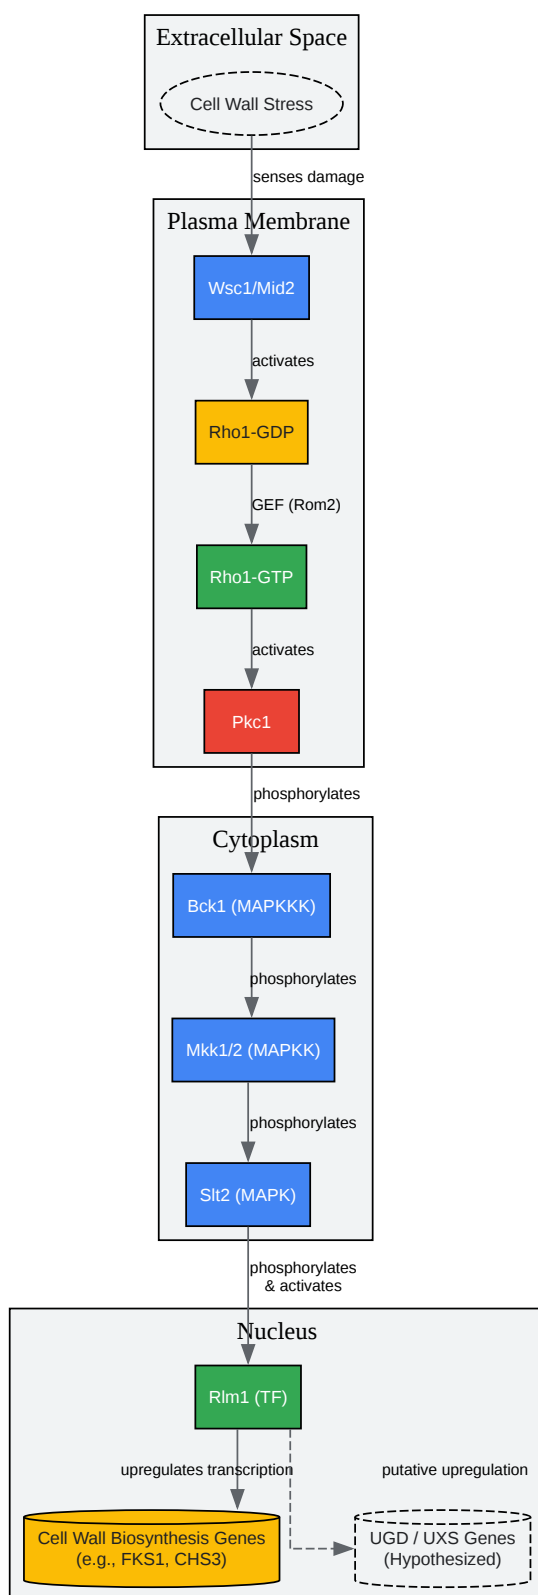 Extracellular Space
Cell Wall Stress
senses damage
Plasma Membrane
Wsc1/Mid2
activates
Rho1-GDP
GEF (Rom2)
Rho1-GTP
activates
Pkc1
phosphorylates
Cytoplasm
Bck1 (MAPKKK)
phosphorylates
Mkk1/2 (MAPKK)
phosphorylates
Slt2 (MAPK)
phosphorylates
& activates
Nucleus
Rlm1 (TF)
upregulates transcription
putative upregulation
Cell Wall Biosynthesis Genes
(e.g., FKS1, CHS3)
UGD / UXS Genes
(Hypothesized)